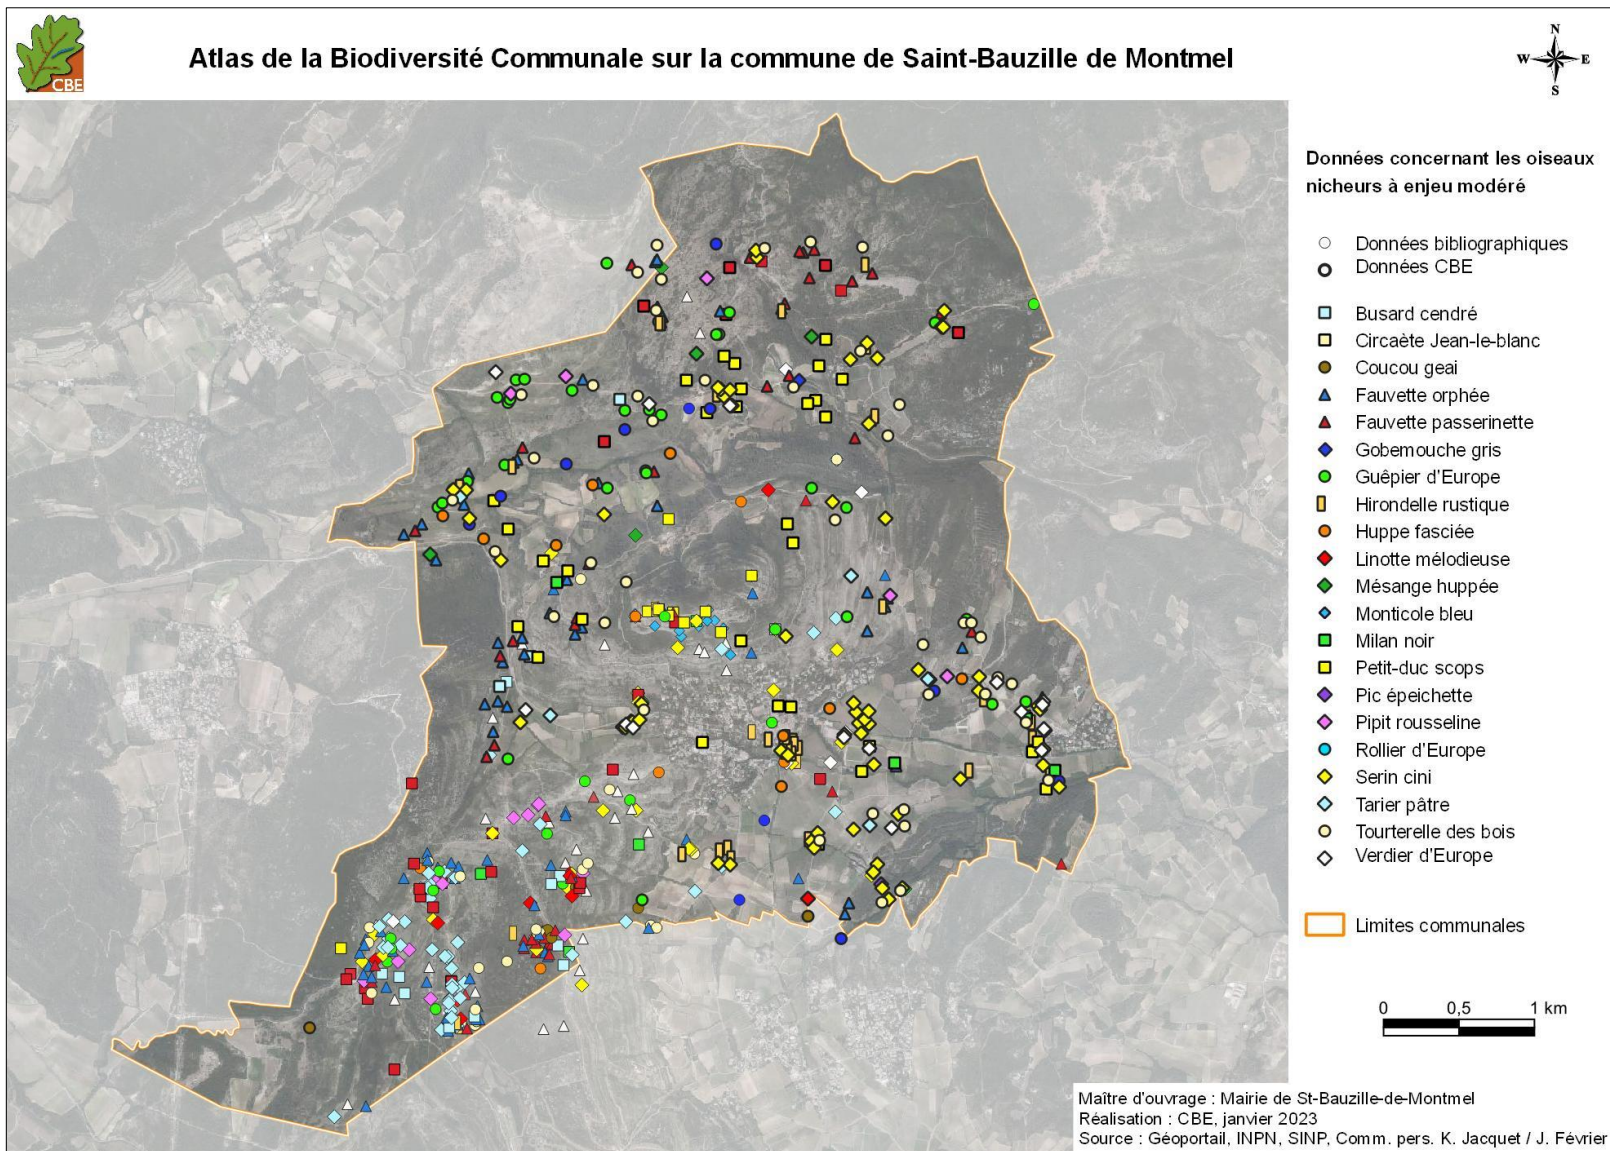 CBE
Atlas de la Biodiversité Communale sur la commune de Saint-Bauzille de Montmel
N
W E
S
Données concernant les oiseaux
nicheurs à enjeu modéré
Données bibliographiques
Données CBE
Busard cendré
Circaète Jean-le-blanc
Coucou geai
Fauvette orphée
Fauvette passerinette
Gobemouche gris
Guêpier d'Europe
Hirondelle rustique
Huppe fasciée
Linotte mélodieuse
Mésange huppée
Monticole bleu
Milan noir
Petit-duc scops
Pic épeichette
Pipit rousseline
Rollier d'Europe
Serin cini
Tarier pâtre
Tourterelle des bois
Verdier d'Europe
Limites communales
0 0,5 1 km
Maître d'ouvrage : Mairie de St-Bauzille-de-Montmel
Réalisation : CBE, janvier 2023
Source : Géoportail, INPN, SINP, Comm. pers. K. Jacquet / J. Février